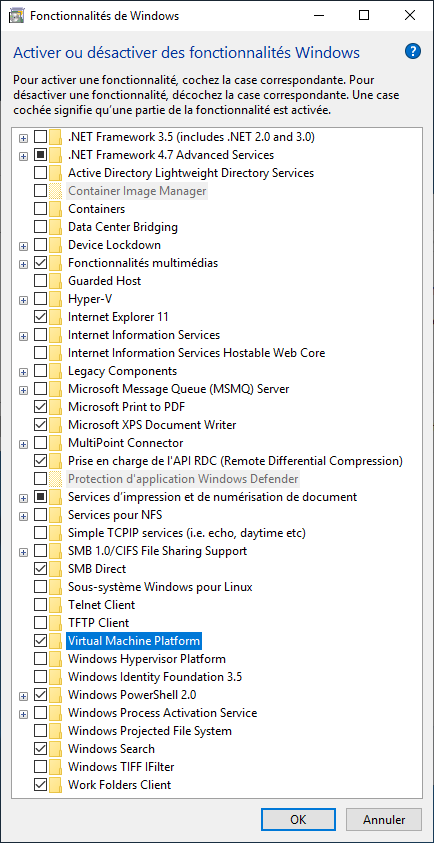 Fonctionnalités de Windows
Activer ou désactiver des fonctionnalités Windows
?
Pour activer une fonctionnalité, cochez la case correspondante. Pour
désactiver une fonctionnalité, décochez la case correspondante. Une case
cochée signifie qu'une partie de la fonctionnalité est activée.
.NET Framework 3.5 (includes .NET 2.0 and 3.0)
.NET Framework 4.7 Advanced Services
Active Directory Lightweight Directory Services
Container Image Manager
Containers
Data Center Bridging
Device Lockdown
Fonctionnalités multimédias
Guarded Host
Hyper-V
Internet Explorer 11
Internet Information Services
Internet Information Services Hostable Web Core
Legacy Components
Microsoft Message Queue (MSMQ) Server
Microsoft Print to PDF
Microsoft XPS Document Writer
MultiPoint Connector
Prise en charge de l'API RDC (Remote Differential Compression)
Protection d'application Windows Defender
Services d'impression et de numérisation de document
Services pour NFS
Simple TCPIP services (i.e. echo, daytime etc)
SMB 1.0/CIFS File Sharing Support
SMB Direct
Sous-système Windows pour Linux
Telnet Client
TFTP Client
Virtual Machine Platform
Windows Hypervisor Platform
Windows Identity Foundation 3.5
Windows PowerShell 2.0
Windows Process Activation Service
Windows Projected File System
Windows Search
Windows TIFF IFilter
Work Folders Client
OK
Annuler